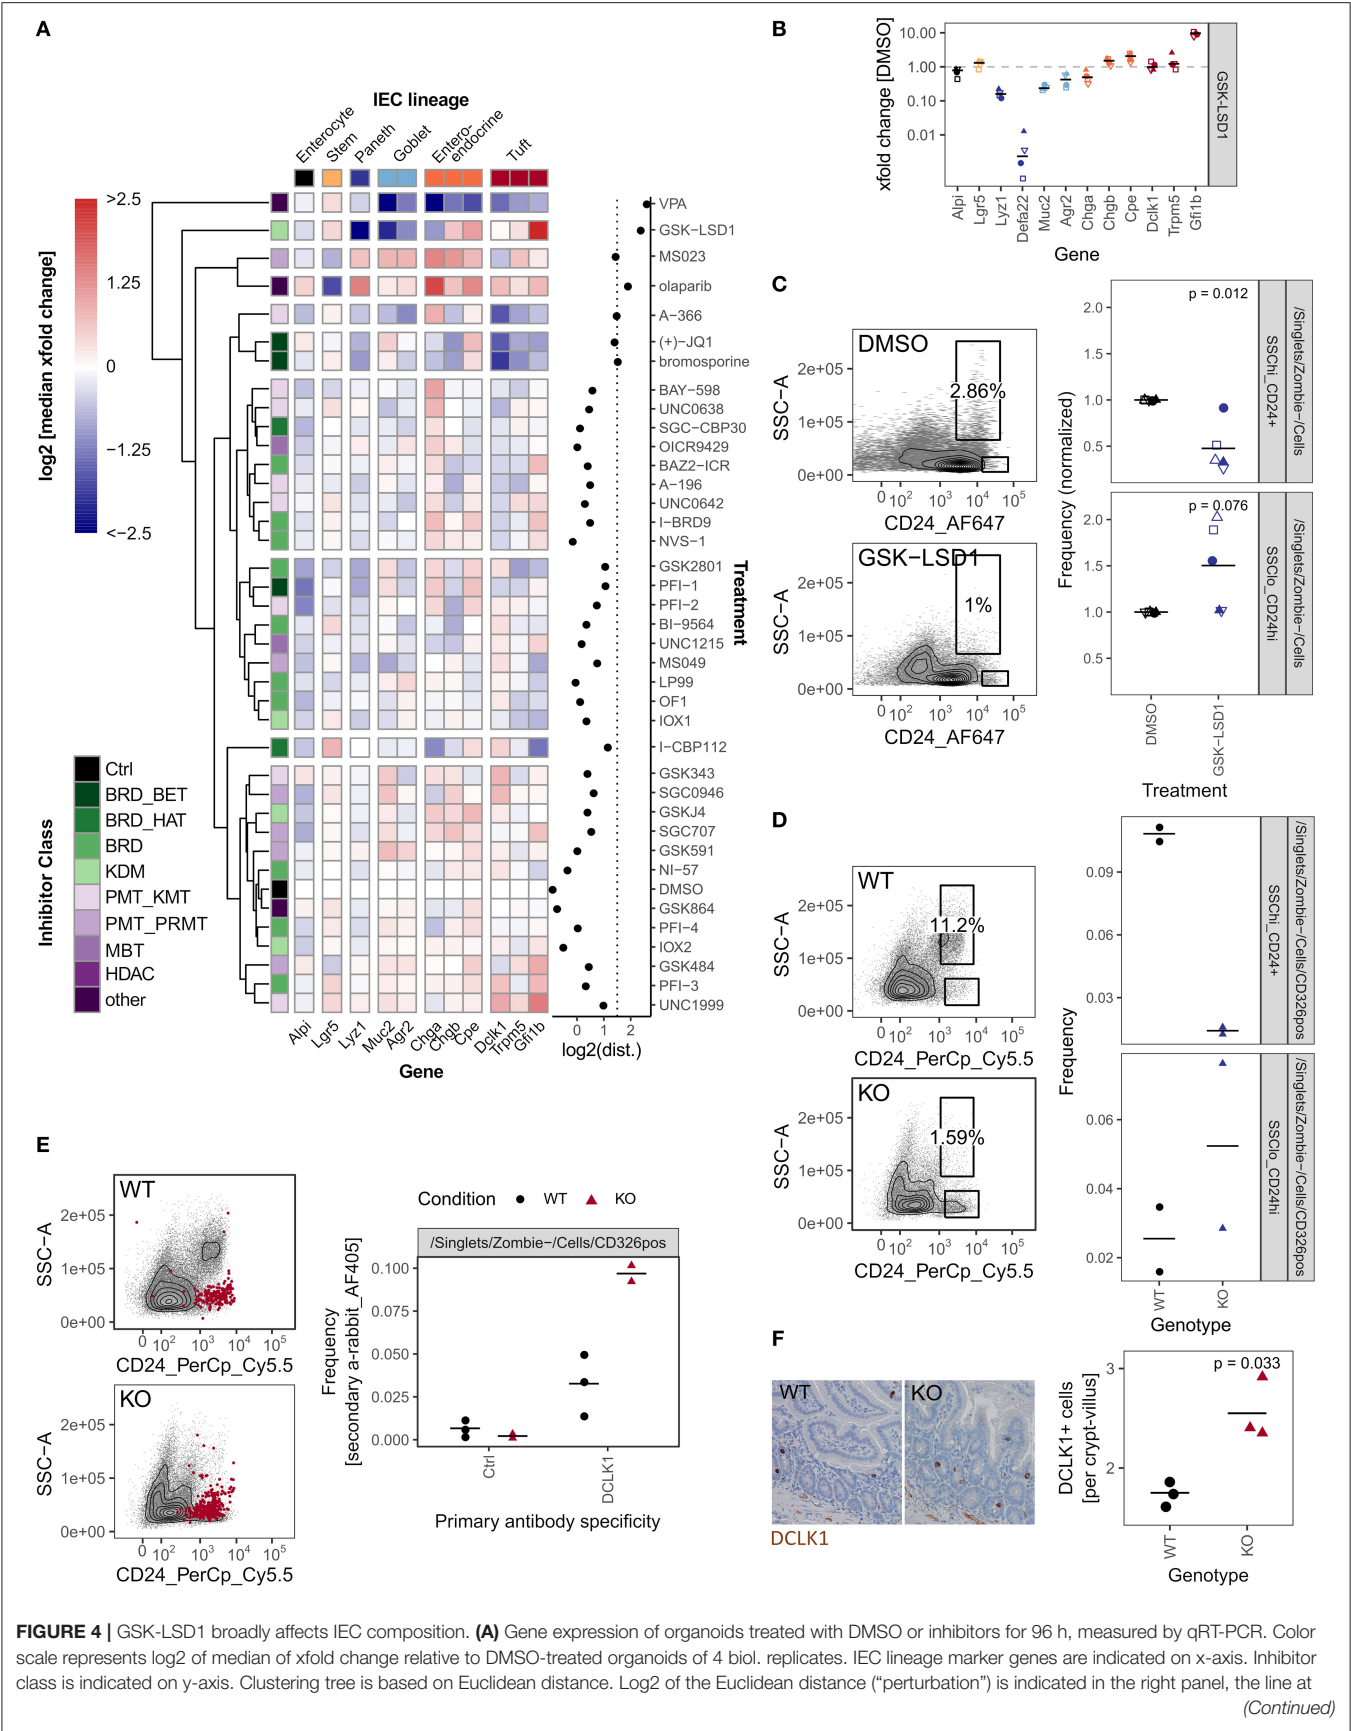 A
IEC lineage
Enterocyte
Stem
Paneth
Goblet
Entero-
endocrine
Tuft
>2.5
1.25
0
−1.25
<−2.5
log2 [median xfold change]
VPA
GSK−LSD1
MS023
olaparib
A−366
(+)−JQ1
bromosporine
BAY−598
UNC0638
SGC−CBP30
OICR9429
BAZ2−ICR
A−196
UNC0642
I−BRD9
NVS−1
GSK2801
PFI−1
PFI−2
BI−9564
UNC1215
MS049
LP99
OF1
IOX1
I−CBP112
GSK343
SGC0946
GSKJ4
SGC707
GSK591
NI−57
DMSO
GSK864
PFI−4
IOX2
GSK484
PFI−3
UNC1999
Treatment
Inhibitor Class
Ctrl
BRD_BET
BRD_HAT
BRD
KDM
PMT_KMT
PMT_PRMT
MBT
HDAC
other
Alpi
Lgr5
Lyz1
Muc2
Agr2
Chga
Chgb
Cpe
Dclk1
Trpm5
Gfi1b
Gene
0 1 2
log2(dist.)
B
xfold change [DMSO]
10.00
1.00
0.10
0.01
GSK−LSD1
Alpi
Lgr5
Lyz1
Defa22
Muc2
Agr2
Chga
Chgb
Cpe
Dclk1
Trpm5
Gfi1b
Gene
C
DMSO
2.86%
SSC−A
2e+05
1e+05
0e+00
0 10² 10³ 10⁴ 10⁵
CD24_AF647
GSK−LSD1
1%
SSC−A
2e+05
1e+05
0e+00
0 10² 10³ 10⁴ 10⁵
CD24_AF647
Frequency (normalized)
p = 0.012
2.0
1.5
1.0
0.5
SSChi_CD24+
/Singlets/Zombie−/Cells
p = 0.076
2.0
1.5
1.0
0.5
SSClo_CD24hi
/Singlets/Zombie−/Cells
DMSO
GSK−LSD1
Treatment
D
WT
11.2%
SSC−A
2e+05
1e+05
0e+00
0 10² 10³ 10⁴ 10⁵
CD24_PerCp_Cy5.5
KO
1.59%
SSC−A
2e+05
1e+05
0e+00
0 10² 10³ 10⁴ 10⁵
CD24_PerCp_Cy5.5
Frequency
0.09
0.06
0.03
SSChi_CD24+
/Singlets/Zombie−/Cells/CD326pos
0.06
0.04
0.02
SSClo_CD24hi
/Singlets/Zombie−/Cells/CD326pos
WT
KO
Genotype
E
WT
SSC−A
2e+05
1e+05
0e+00
0 10² 10³ 10⁴ 10⁵
CD24_PerCp_Cy5.5
KO
SSC−A
2e+05
1e+05
0e+00
0 10² 10³ 10⁴ 10⁵
CD24_PerCp_Cy5.5
Condition WT KO
/Singlets/Zombie−/Cells/CD326pos
Frequency
[secondary a-rabbit_AF405]
0.100
0.075
0.050
0.025
0.000
Ctrl
DCLK1
Primary antibody specificity
F
WT
KO
DCLK1
DCLK1+ cells
[per crypt-villus]
3
2
p = 0.033
WT
KO
Genotype
FIGURE 4 | GSK-LSD1 broadly affects IEC composition. (A) Gene expression of organoids treated with DMSO or inhibitors for 96 h, measured by qRT-PCR. Color
scale represents log2 of median of xfold change relative to DMSO-treated organoids of 4 biol. replicates. IEC lineage marker genes are indicated on x-axis. Inhibitor
class is indicated on y-axis. Clustering tree is based on Euclidean distance. Log2 of the Euclidean distance (“perturbation”) is indicated in the right panel, the line at
(Continued)